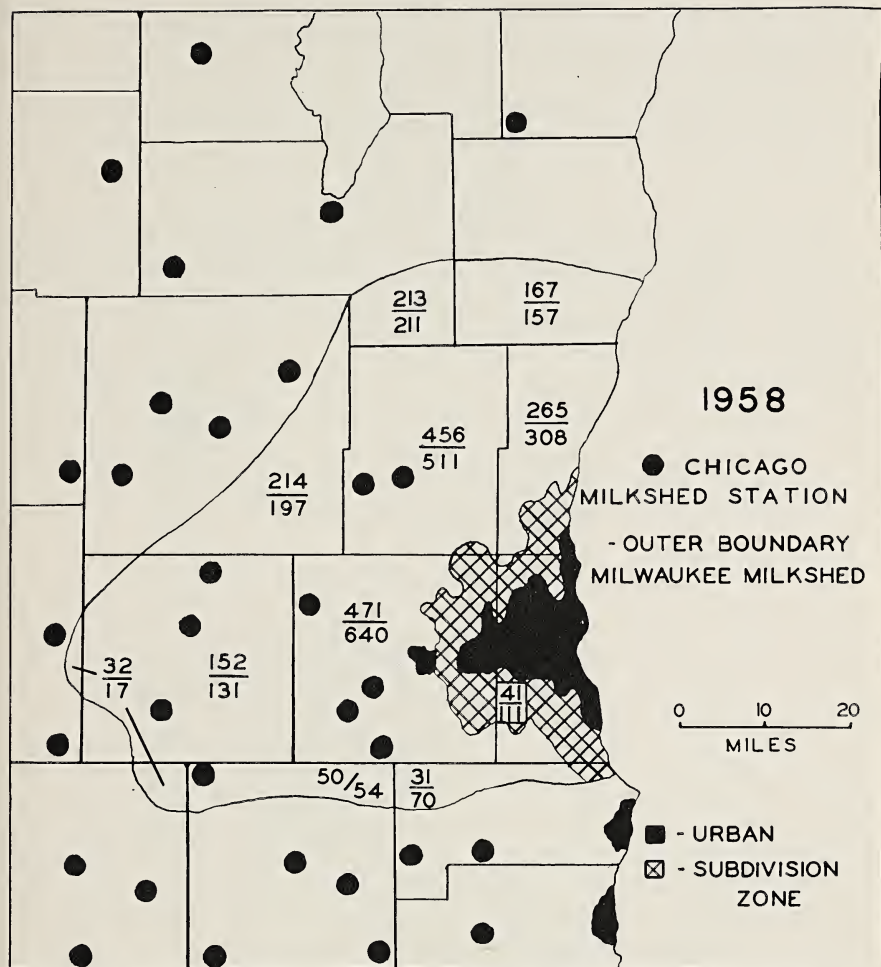 213
211
167
157
1958
265
308
456
511
CHICAGO
MILKSHED STATION
214
197
- OUTER BOUNDARY
MILWAUKEE MILKSHED
471
640
32
17
152
131
41
111
0 10 20
MILES
50/54
31
70
- URBAN
- SUBDIVISION
ZONE